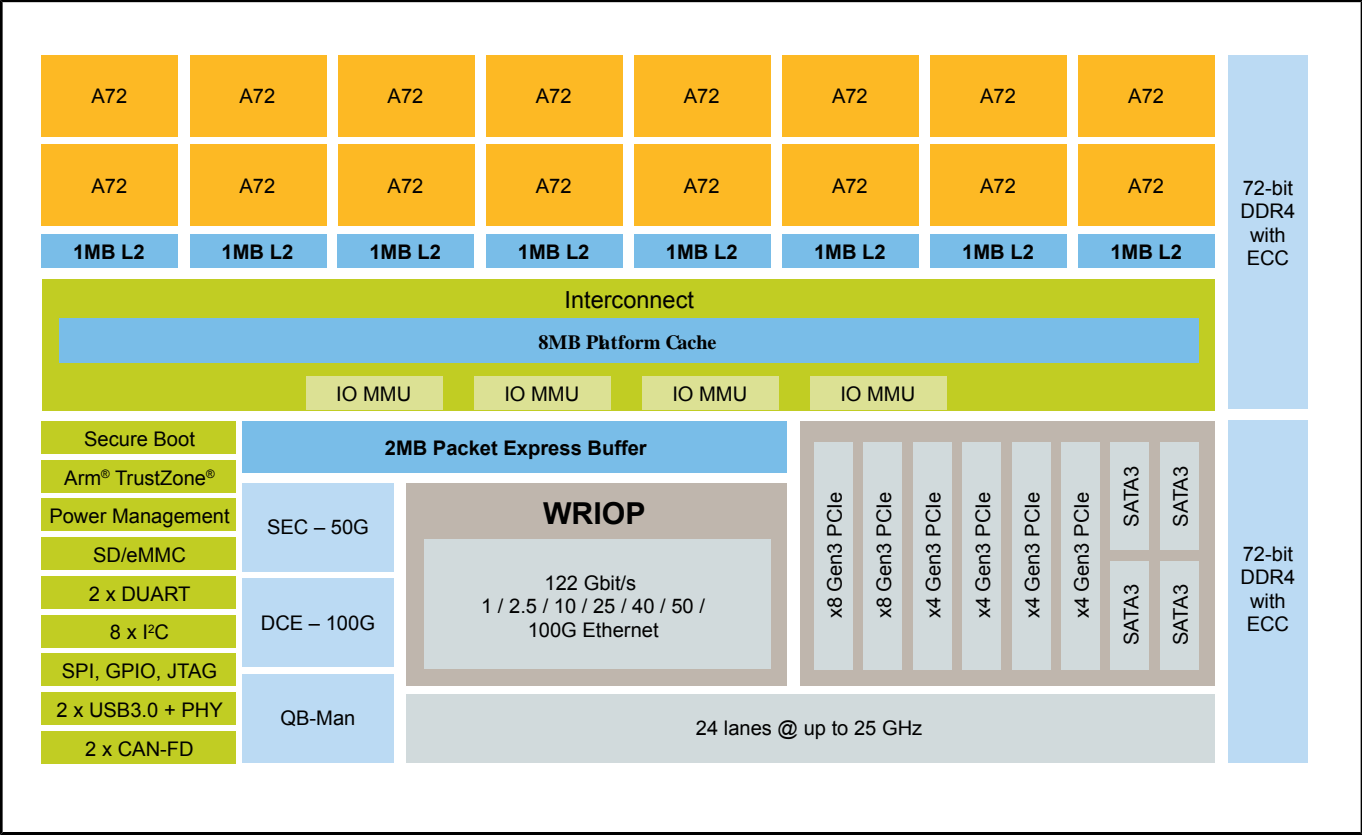 A72 A72 A72 A72 A72 A72 A72 A72
A72 A72 A72 A72 A72 A72 A72 A72
1MB L2 1MB L2 1MB L2 1MB L2 1MB L2 1MB L2 1MB L2 1MB L2
72-bit
DDR4
with
ECC
Interconnect
8MB Platform Cache
IO MMU IO MMU IO MMU IO MMU
Secure Boot
Arm® TrustZone®
Power Management
SD/eMMC
2 x DUART
8 x I²C
SPI, GPIO, JTAG
2 x USB3.0 + PHY
2 x CAN-FD
2MB Packet Express Buffer
SEC – 50G
DCE – 100G
QB-Man
WRIOP
122 Gbit/s
1 / 2.5 / 10 / 25 / 40 / 50 /
100G Ethernet
x8 Gen3 PCIe
x8 Gen3 PCIe
x4 Gen3 PCIe
x4 Gen3 PCIe
x4 Gen3 PCIe
x4 Gen3 PCIe
SATA3
SATA3
SATA3
SATA3
24 lanes @ up to 25 GHz
72-bit
DDR4
with
ECC